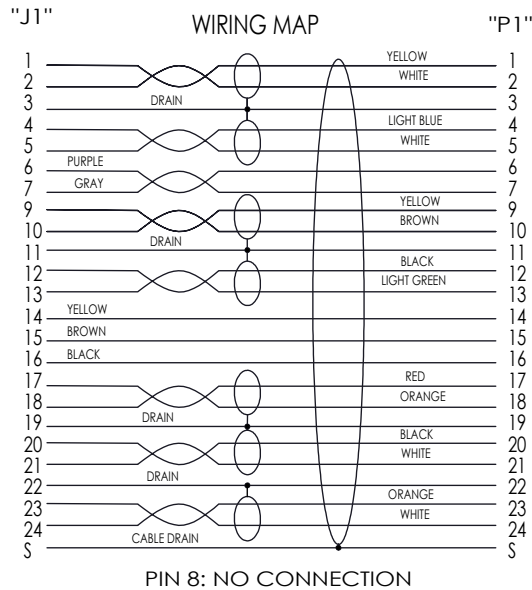 "J1" WIRING MAP "P1"
1 YELLOW 1
2 WHITE 2
3 DRAIN 3
4 LIGHT BLUE 4
5 WHITE 5
6 PURPLE 6
7 GRAY 7
9 YELLOW 9
10 BROWN 10
11 DRAIN 11
12 BLACK 12
13 LIGHT GREEN 13
14 YELLOW 14
15 BROWN 15
16 BLACK 16
17 RED 17
18 ORANGE 18
19 DRAIN 19
20 BLACK 20
21 WHITE 21
22 DRAIN 22
23 ORANGE 23
24 WHITE 24
S CABLE DRAIN S
PIN 8: NO CONNECTION